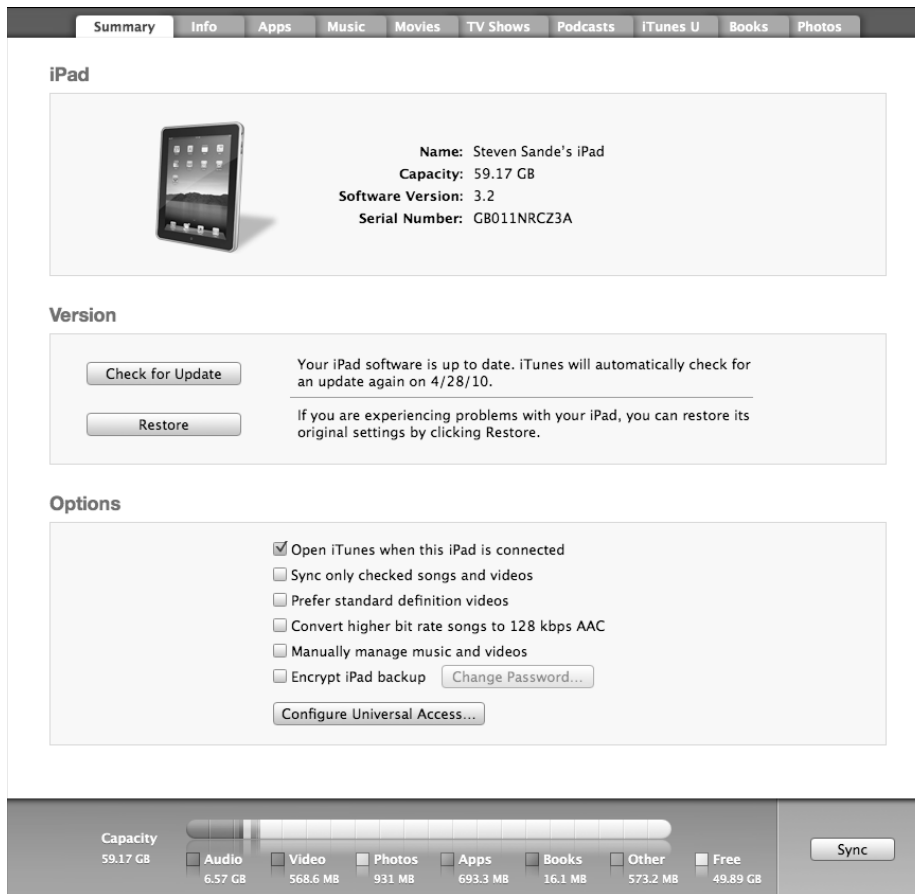 Summary Info Apps Music Movies TV Shows Podcasts iTunes U Books Photos
iPad
Name: Steven Sande's iPad
Capacity: 59.17 GB
Software Version: 3.2
Serial Number: GB011NRCZ3A
Version
Check for Update
Your iPad software is up to date. iTunes will automatically check for
an update again on 4/28/10.
Restore
If you are experiencing problems with your iPad, you can restore its
original settings by clicking Restore.
Options
Open iTunes when this iPad is connected
Sync only checked songs and videos
Prefer standard definition videos
Convert higher bit rate songs to 128 kbps AAC
Manually manage music and videos
Encrypt iPad backup Change Password...
Configure Universal Access...
Capacity
59.17 GB
Audio Video Photos Apps Books Other Free
6.57 GB 568.6 MB 931 MB 693.3 MB 16.1 MB 573.2 MB 49.89 GB
Sync